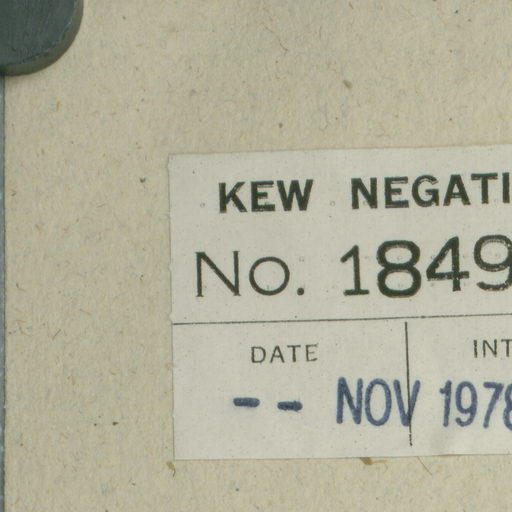 KEW NEGATI
No. 1849
DATE INT
-- NOV 1978